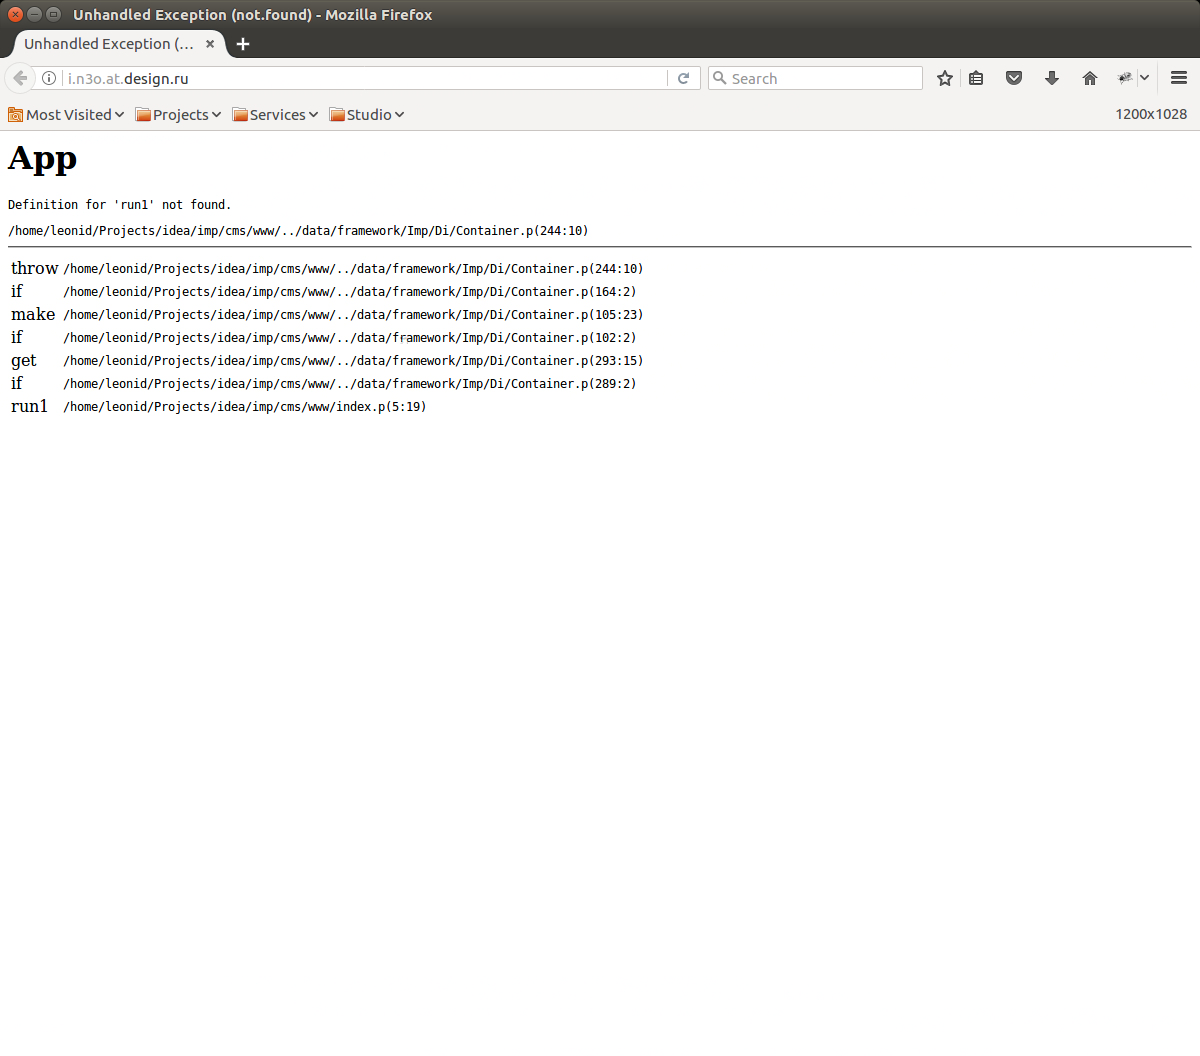 Unhandled Exception (not.found) - Mozilla Firefox
Unhandled Exception (...
i.n3o.at.design.ru
Search
Most Visited Projects Services Studio 1200x1028
App
Definition for 'run1' not found.
/home/leonid/Projects/idea/imp/cms/www/../data/framework/Imp/Di/Container.p(244:10)
throw /home/leonid/Projects/idea/imp/cms/www/../data/framework/Imp/Di/Container.p(244:10)
if /home/leonid/Projects/idea/imp/cms/www/../data/framework/Imp/Di/Container.p(164:2)
make /home/leonid/Projects/idea/imp/cms/www/../data/framework/Imp/Di/Container.p(105:23)
if /home/leonid/Projects/idea/imp/cms/www/../data/framework/Imp/Di/Container.p(102:2)
get /home/leonid/Projects/idea/imp/cms/www/../data/framework/Imp/Di/Container.p(293:15)
if /home/leonid/Projects/idea/imp/cms/www/../data/framework/Imp/Di/Container.p(289:2)
run1 /home/leonid/Projects/idea/imp/cms/www/index.p(5:19)